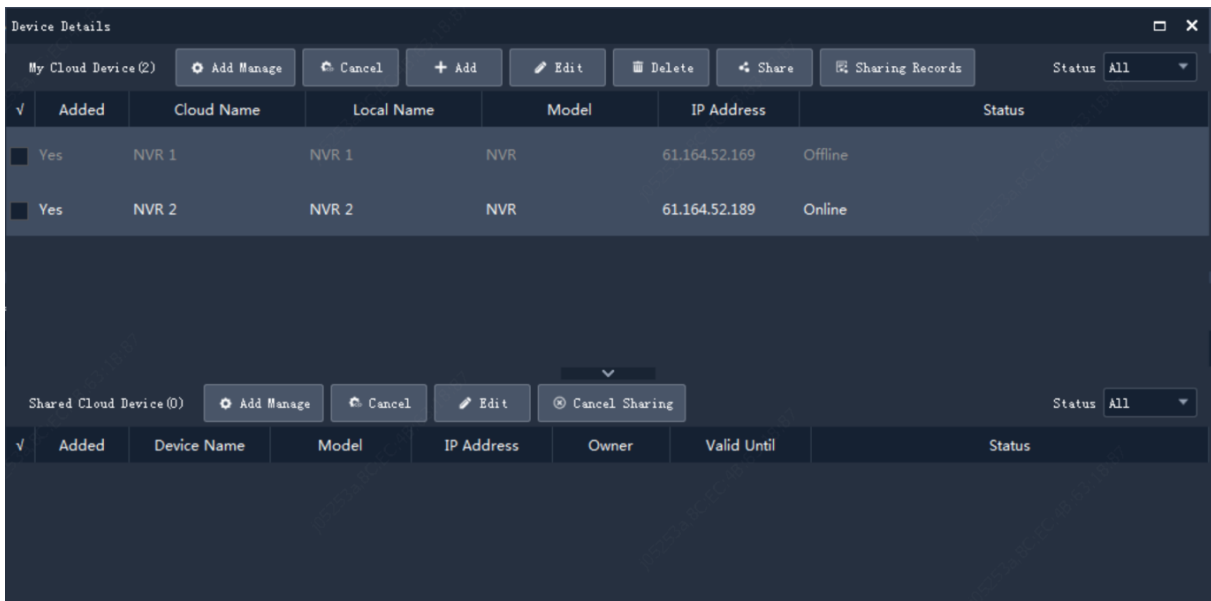 Device Details
My Cloud Device(2) Add Manage Cancel Add Edit Delete Share Sharing Records Status All
√ Added Cloud Name Local Name Model IP Address Status
Yes NVR 1 NVR 1 NVR 61.164.52.169 Offline
Yes NVR 2 NVR 2 NVR 61.164.52.189 Online
Shared Cloud Device(0) Add Manage Cancel Edit Cancel Sharing Status All
√ Added Device Name Model IP Address Owner Valid Until Status